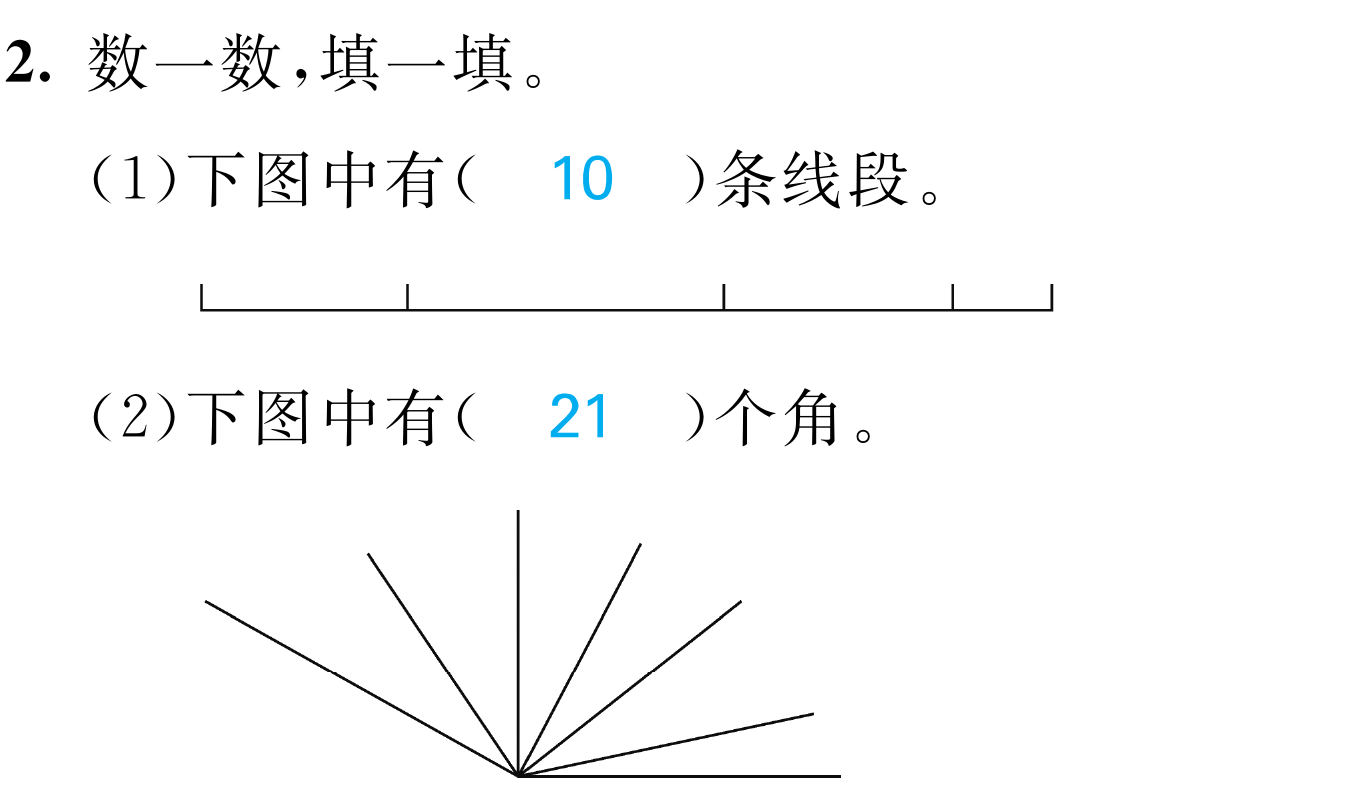 2. 数一数,填一填。
(1)下图中有( 10 )条线段。
(2)下图中有( 21 )个角。